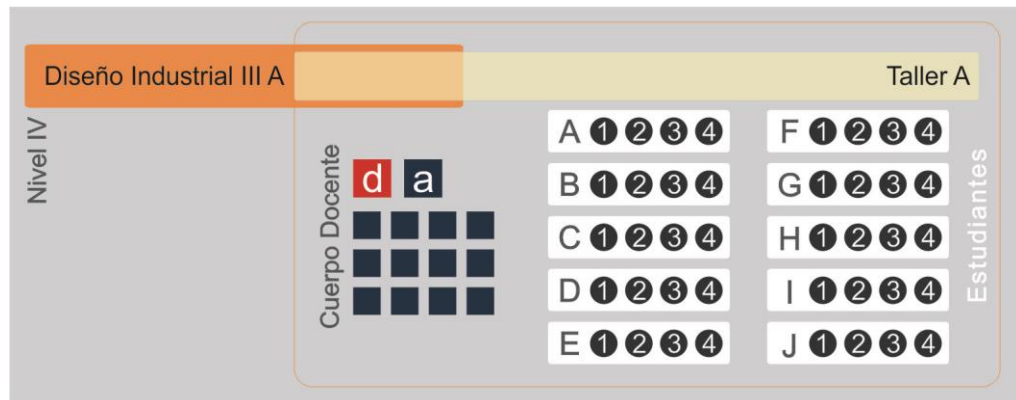 Diseño Industrial III A
Taller A
Nivel IV
Cuerpo Docente
d a
A 1 2 3 4
B 1 2 3 4
C 1 2 3 4
D 1 2 3 4
E 1 2 3 4
F 1 2 3 4
G 1 2 3 4
H 1 2 3 4
I 1 2 3 4
J 1 2 3 4
Estudiantes